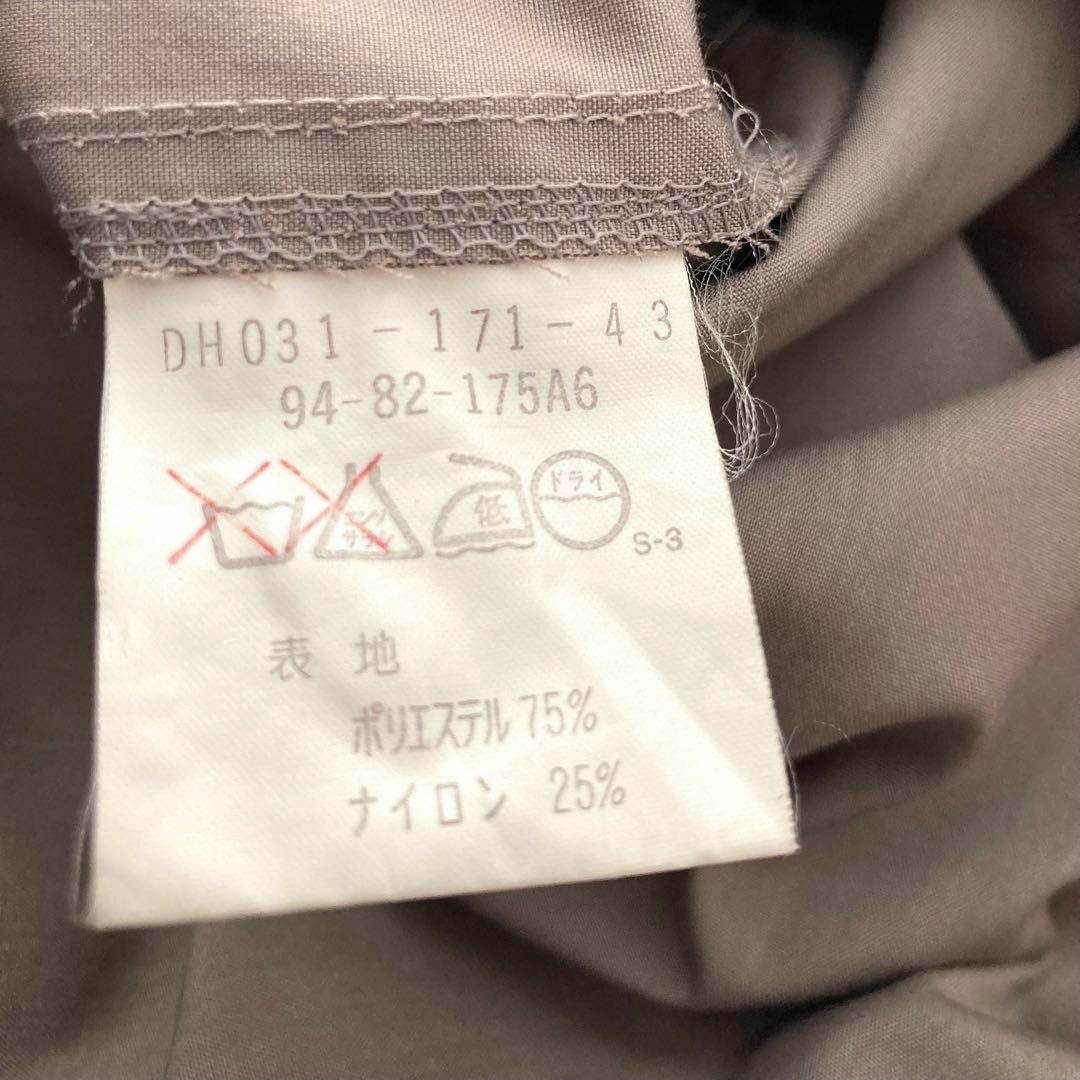 DH031-171-43
94-82-175A6
エンソ サラシ 低 ドライ
S-3
表地
ポリエステル 75%
ナイロン 25%